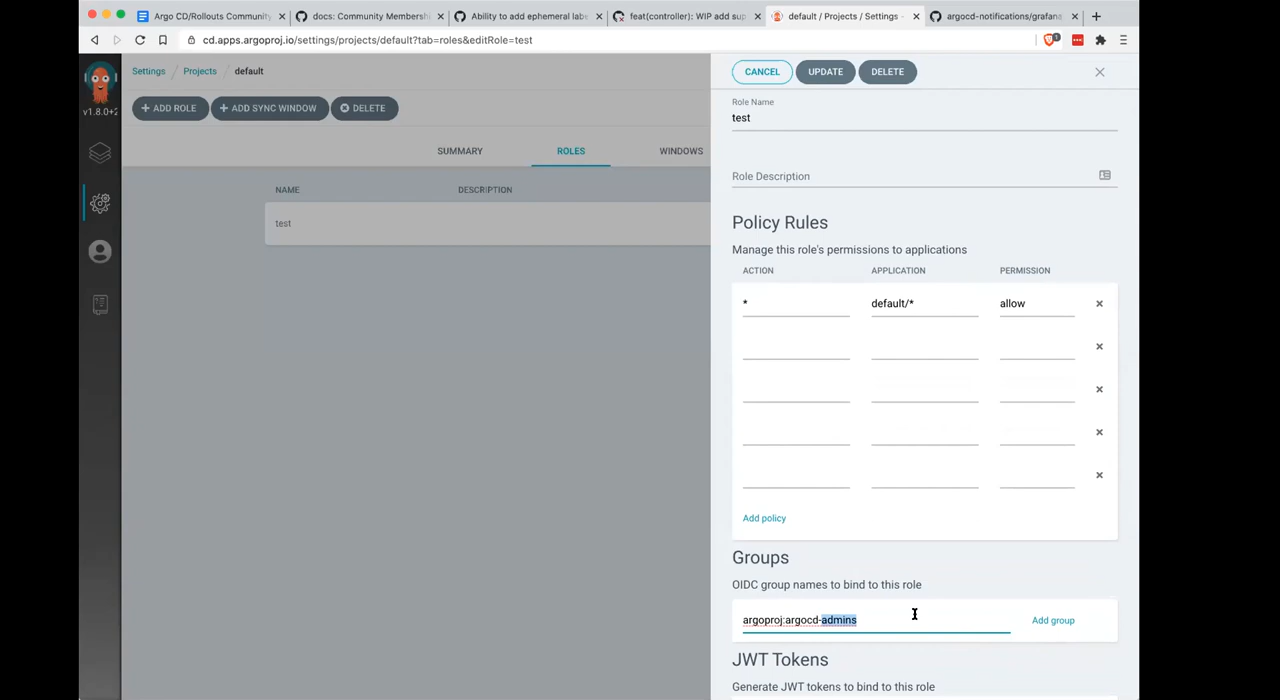 Argo CD/Rollouts Community
docs: Community Membershi
Ability to add ephemeral lab
feat(controller): WIP add sup
default / Projects / Settings -
argocd-notifications/grafana
cd.apps.argoproj.io/settings/projects/default?tab=roles&editRole=test
1
v1.8.0+2
Settings / Projects / default
+ ADD ROLE
+ ADD SYNC WINDOW
DELETE
SUMMARY
ROLES
WINDOWS
NAME
DESCRIPTION
test
CANCEL
UPDATE
DELETE
Role Name
test
Role Description
Policy Rules
Manage this role's permissions to applications
ACTION
APPLICATION
PERMISSION
*
default/*
allow
Add policy
Groups
OIDC group names to bind to this role
argoproj:argocd-admins
Add group
JWT Tokens
Generate JWT tokens to bind to this role